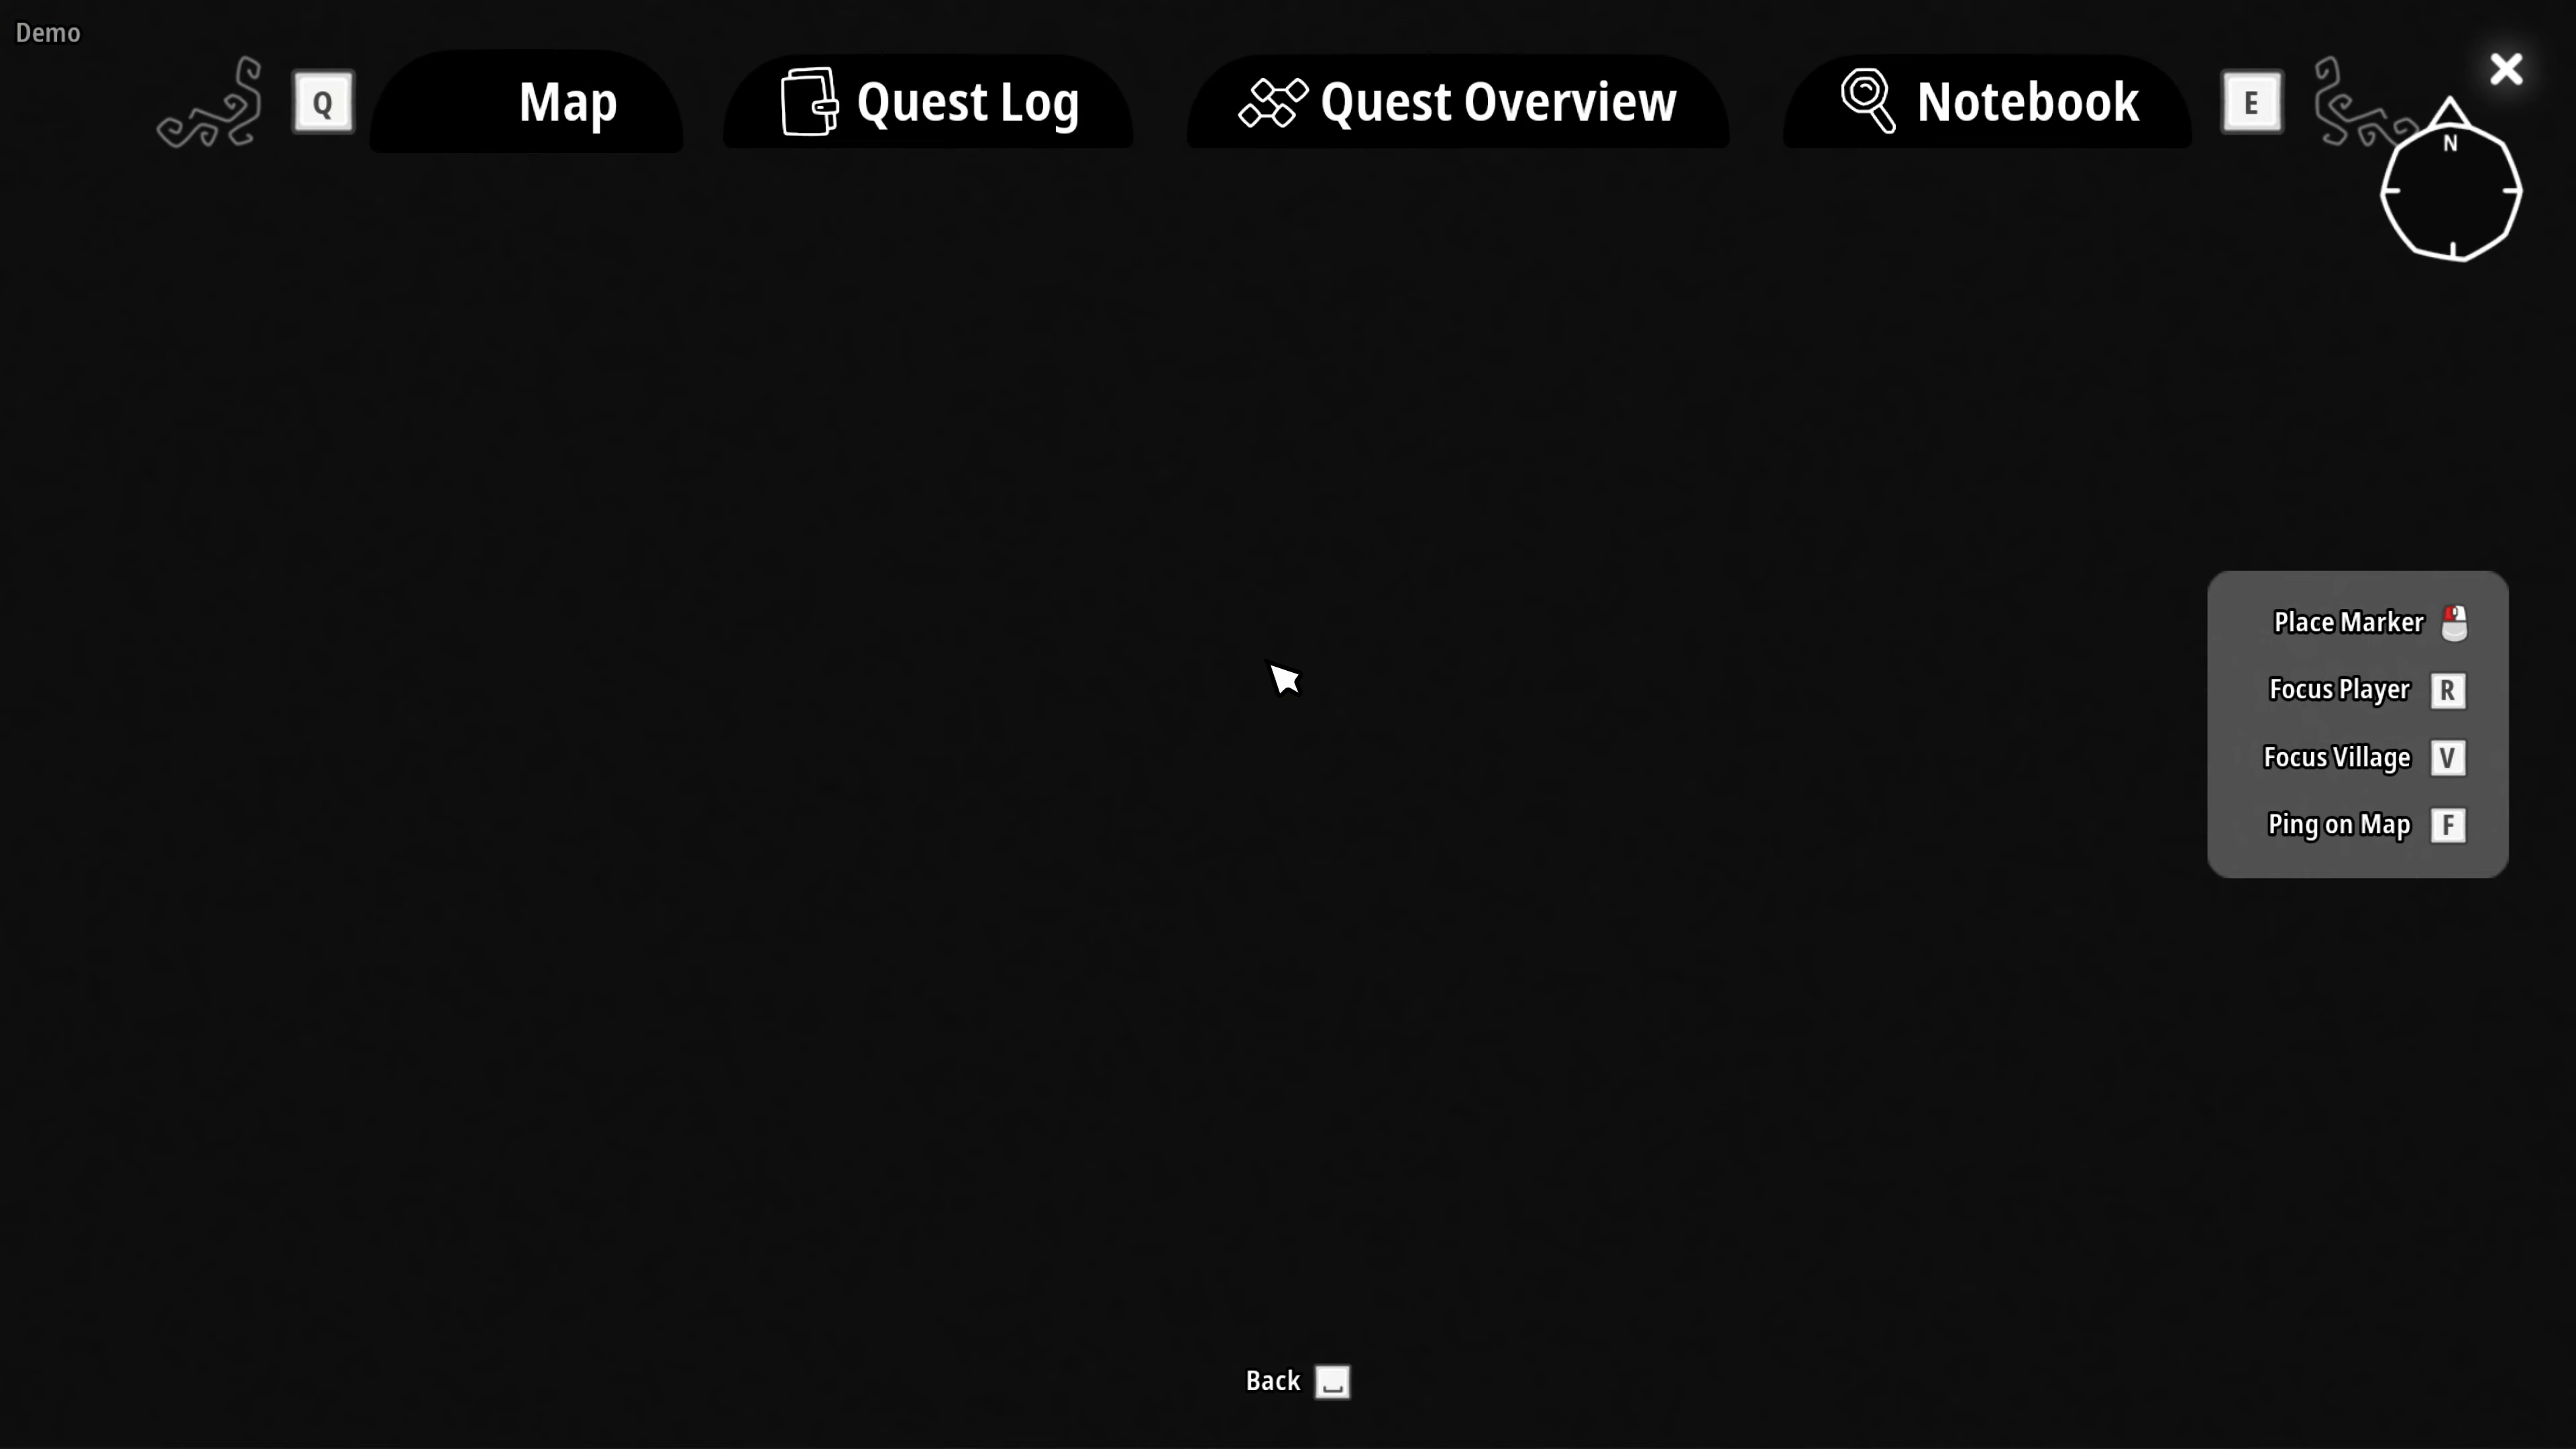 Demo
Q
Map
Quest Log
Quest Overview
Notebook
E
N
Place Marker
Focus Player R
Focus Village V
Ping on Map F
Back